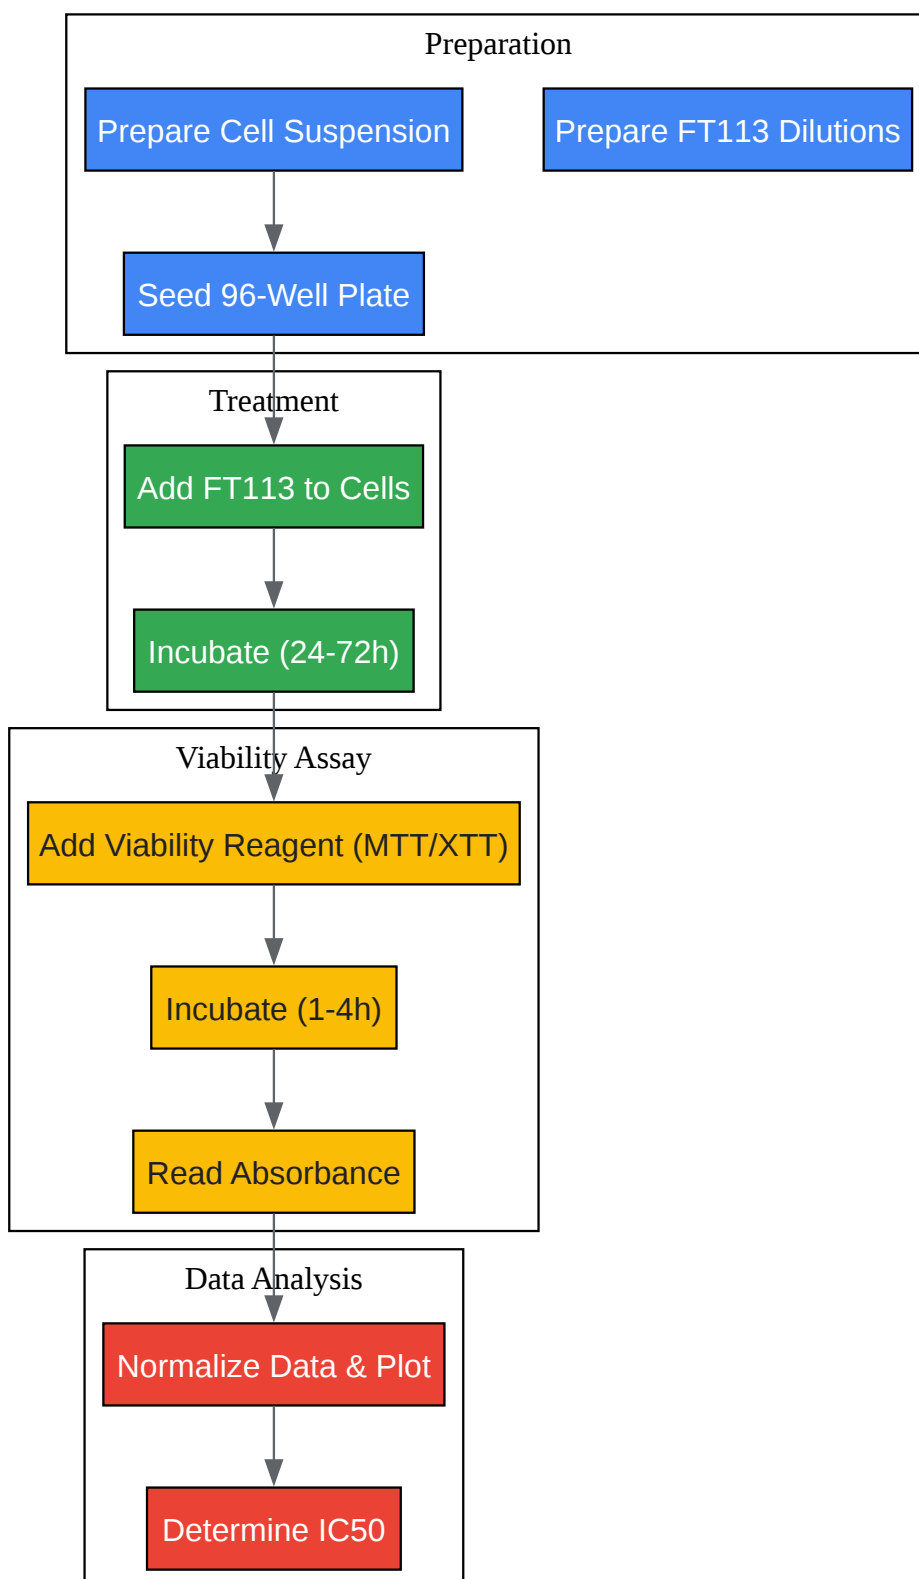 Preparation
Prepare Cell Suspension
Prepare FT113 Dilutions
Seed 96-Well Plate
Treatment
Add FT113 to Cells
Incubate (24-72h)
Viability Assay
Add Viability Reagent (MTT/XTT)
Incubate (1-4h)
Read Absorbance
Data Analysis
Normalize Data & Plot
Determine IC50